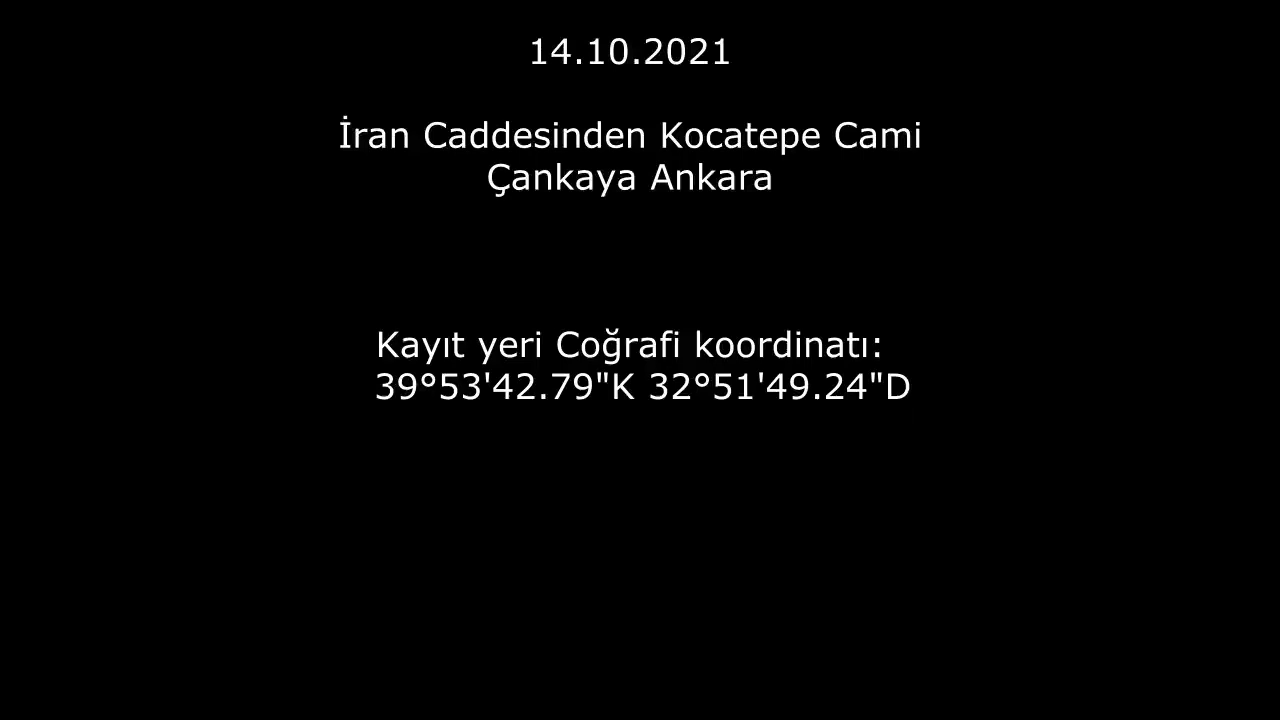 14.10.2021
İran Caddesinden Kocatepe Cami
Çankaya Ankara
Kayıt yeri Coğrafi koordinatı:
39°53'42.79"K 32°51'49.24"D